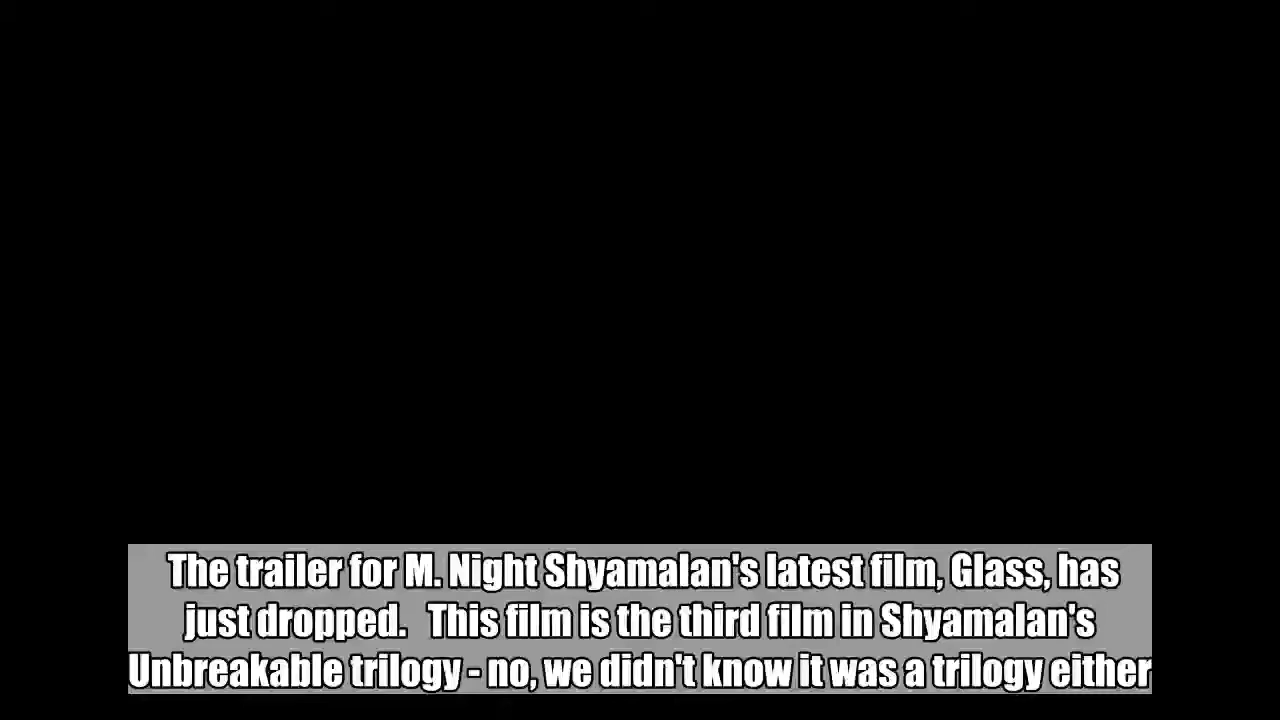 The trailer for M. Night Shyamalan's latest film, Glass, has
just dropped.   This film is the third film in Shyamalan's
Unbreakable trilogy - no, we didn't know it was a trilogy either